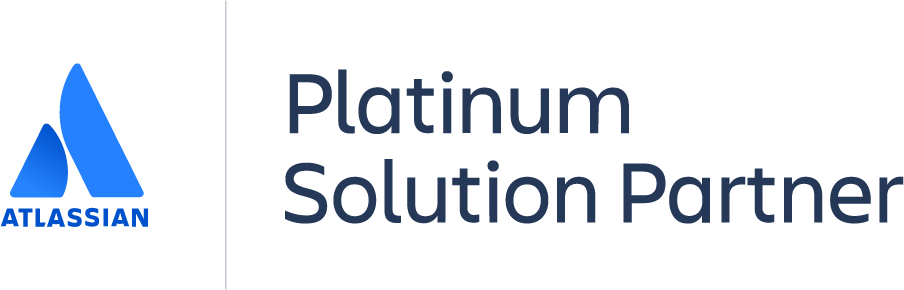 ATLASSIAN
Platinum
Solution Partner